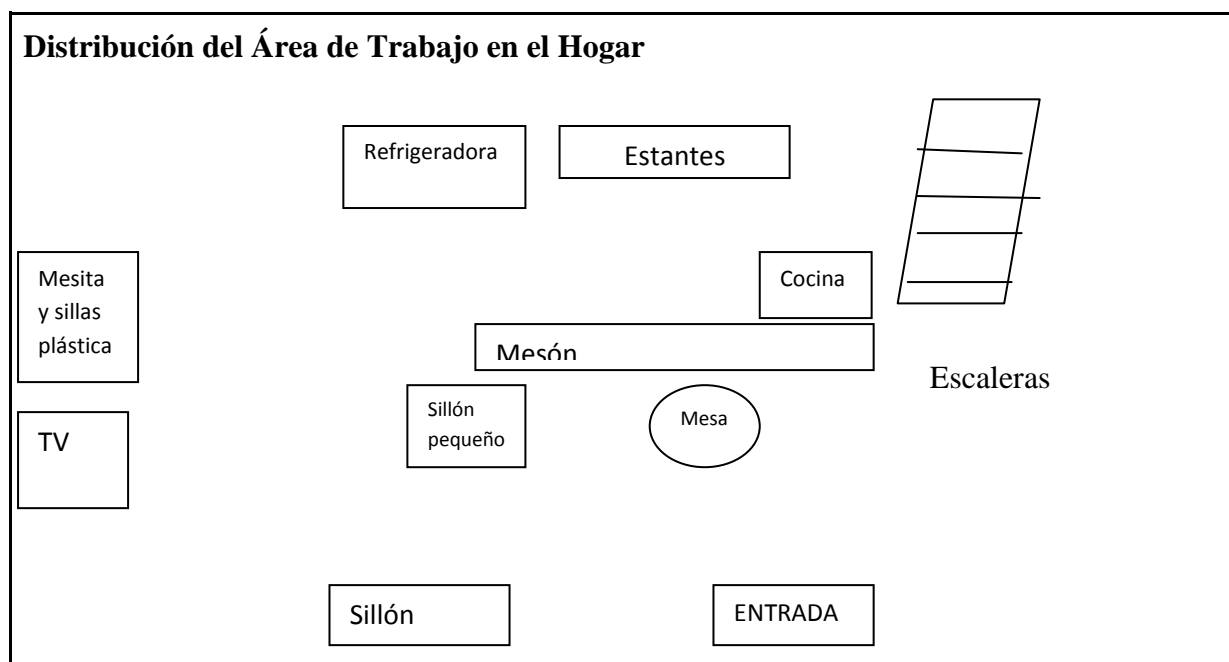 Distribución del Área de Trabajo en el Hogar
Refrigeradora
Estantes
Mesita
y sillas
plástica
Cocina
Mesón
Escaleras
Sillón
pequeño
Mesa
TV
Sillón
ENTRADA